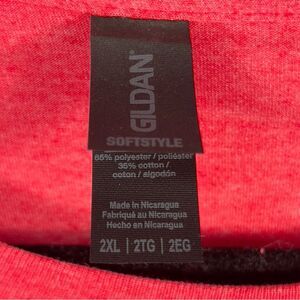 GILDAN®
SOFTSTYLE
65% polyester / poliéster
35% cotton /
coton / algodón
Made in Nicaragua
Fabriqué au Nicaragua
Hecho en Nicaragua
2XL | 2TG | 2EG